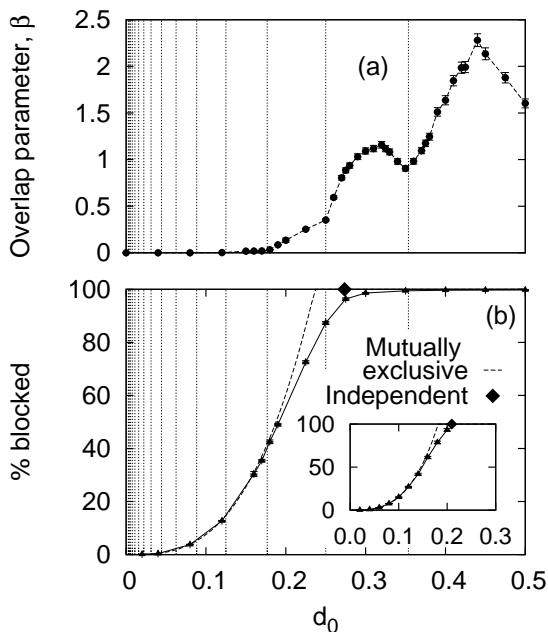 Overlap parameter, β
2.5
2
1.5
1
0.5
0
(a)
% blocked
100
80
60
40
20
0
(b)
Mutually
exclusive
Independent
100
50
0
0.0 0.1 0.2 0.3
0 0.1 0.2 0.3 0.4 0.5
d0